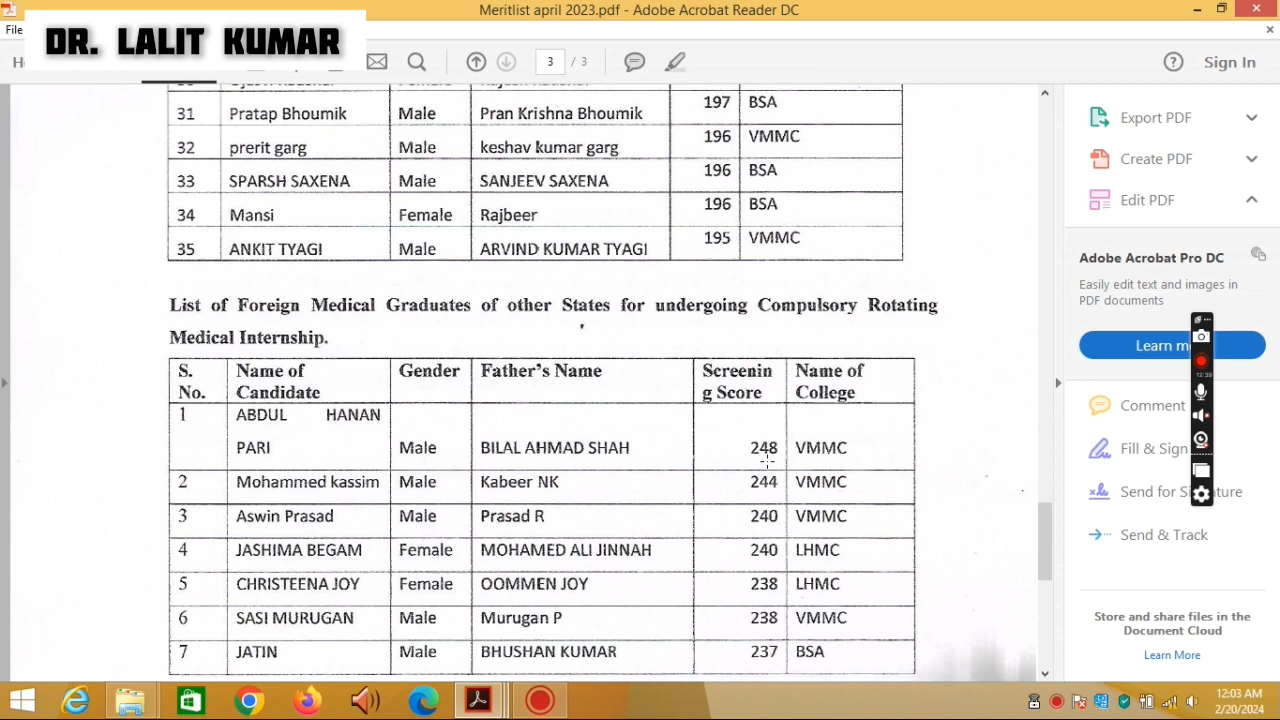 Meritlist april 2023.pdf - Adobe Acrobat Reader DC
File
DR. LALIT KUMAR
3 / 3
Sign In
31 Pratap Bhoumik Male Pran Krishna Bhoumik 197 BSA
32 prerit garg Male keshav kumar garg 196 VMMC
33 SPARSH SAXENA Male SANJEEV SAXENA 196 BSA
34 Mansi Female Rajbeer 196 BSA
35 ANKIT TYAGI Male ARVIND KUMAR TYAGI 195 VMMC
List of Foreign Medical Graduates of other States for undergoing Compulsory Rotating
Medical Internship.
S. Name of Gender Father's Name Screenin Name of
No. Candidate g Score College
1 ABDUL HANAN
PARI Male BILAL AHMAD SHAH 248 VMMC
2 Mohammed kassim Male Kabeer NK 244 VMMC
3 Aswin Prasad Male Prasad R 240 VMMC
4 JASHIMA BEGAM Female MOHAMED ALI JINNAH 240 LHMC
5 CHRISTEENA JOY Female OOMMEN JOY 238 LHMC
6 SASI MURUGAN Male Murugan P 238 VMMC
7 JATIN Male BHUSHAN KUMAR 237 BSA
Export PDF
Create PDF
Edit PDF
Adobe Acrobat Pro DC
Easily edit text and images in
PDF documents
Learn
12:39
Comment
Fill & Sign
Send for Signature
Send & Track
Store and share files in the
Document Cloud
Learn More
12:03 AM
2/20/2024